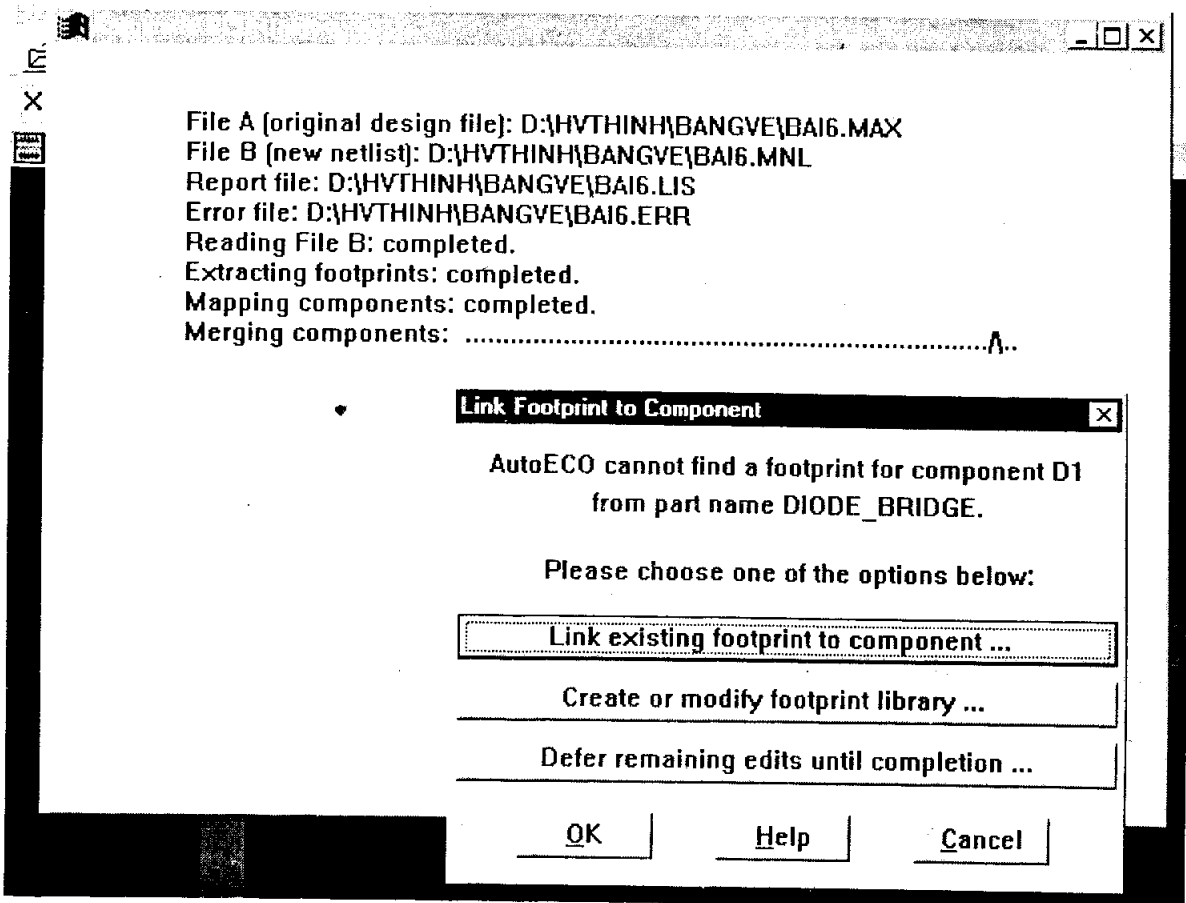 File A (original design file): D:\HVTHINH\BANGVE\BAI6.MAX
File B (new netlist): D:\HVTHINH\BANGVE\BAI6.MNL
Report file: D:\HVTHINH\BANGVE\BAI6.LIS
Error file: D:\HVTHINH\BANGVE\BAI6.ERR
Reading File B: completed.
Extracting footprints: completed.
Mapping components: completed.
Merging components: ......................................................................./\..
Link Footprint to Component
AutoECO cannot find a footprint for component D1
from part name DIODE_BRIDGE.
Please choose one of the options below:
Link existing footprint to component ...
Create or modify footprint library ...
Defer remaining edits until completion ...
OK Help Cancel